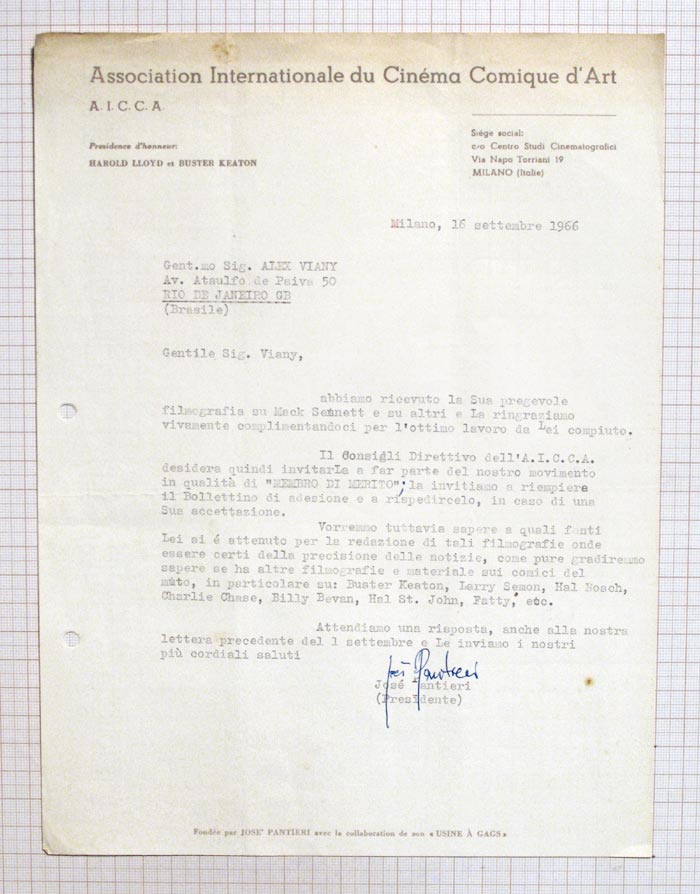 Association Internationale du Cinéma Comique d'Art
A. I. C. C. A.
Presidence d'honneur:
HAROLD LLOYD et BUSTER KEATON
Siége social:
c/o Centro Studi Cinematografici
Via Napo Torriani 19
MILANO (Italie)
Milano, 16 settembre 1966
Gent.mo Sig. ALEX VIANY
Av. Ataulfo de Paiva 50
RIO DE JANEIRO GB
(Brasile)
Gentile Sig. Viany,
abbiamo ricevuto la Sua pregevole
filmografia su Mack Sennett e su altri e La ringraziamo
vivamente complimentandoci per l'ottimo lavoro da Lei compiuto.
Il Consigli Direttivo dell'A.I.C.C.A.
desidera quindi invitarLa a far parte del nostro movimento
in qualità di "MEMBRO DI MERITO"; la invitiamo a riempiere
il Bollettino di adesione e a rispedircelo, in caso di una
Sua accettazione.
Vorremmo tuttavia sapere a quali fonti
Lei si é attenuto per la redazione di tali filmografie onde
essere certi della precisione delle notizie, come pure gradiremmo
sapere se ha altre filmografie e materiale sui comici del
muto, in particolare su: Buster Keaton, Larry Semon, Hal Roach,
Charlie Chase, Billy Bevan, Hal St. John, Fatty, etc.
Attendiamo una risposta, anche alla nostra
lettera precedente del 1 settembre e Le inviamo i nostri
più cordiali saluti
José Pantieri
José Pantieri
(Presidente)
Fondée par JOSE' PANTIERI avec la collaboration de son « USINE À GAGS »